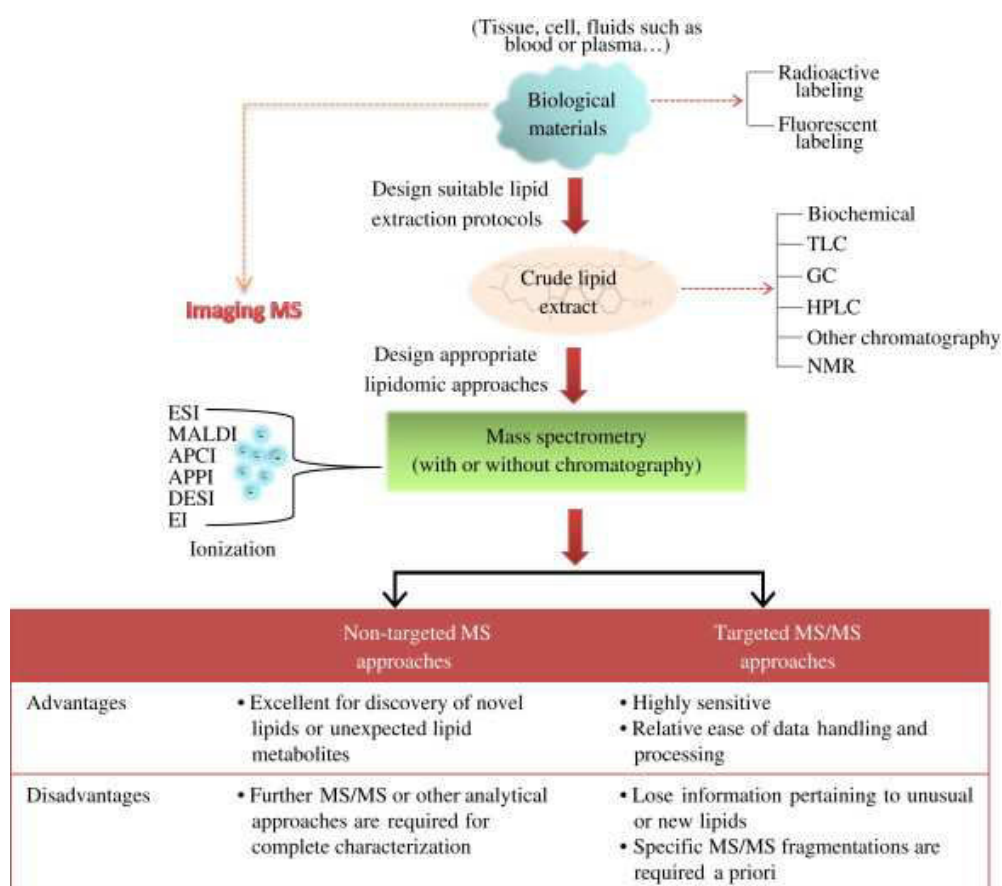 (Tissue, cell, fluids such as
blood or plasma…)
Biological
materials
Radioactive
labeling
Fluorescent
labeling
Design suitable lipid
extraction protocols
Imaging MS
Crude lipid
extract
Biochemical
TLC
GC
HPLC
Other chromatography
NMR
Design appropriate
lipidomic approaches
ESI
MALDI
APCI
APPI
DESI
EI
Ionization
Mass spectrometry
(with or without chromatography)
Non-targeted MS
approaches
Targeted MS/MS
approaches
Advantages
• Excellent for discovery of novel
lipids or unexpected lipid
metabolites
• Highly sensitive
• Relative ease of data handling and
processing
Disadvantages
• Further MS/MS or other analytical
approaches are required for
complete characterization
• Lose information pertaining to unusual
or new lipids
• Specific MS/MS fragmentations are
required a priori